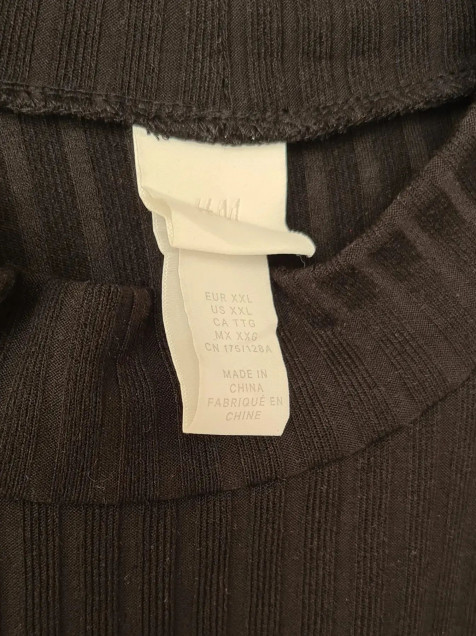 H&M
EUR XXL
US XXL
CA TTG
MX XXG
CN 175/128A
MADE IN
CHINA
FABRIQUÉ EN
CHINE